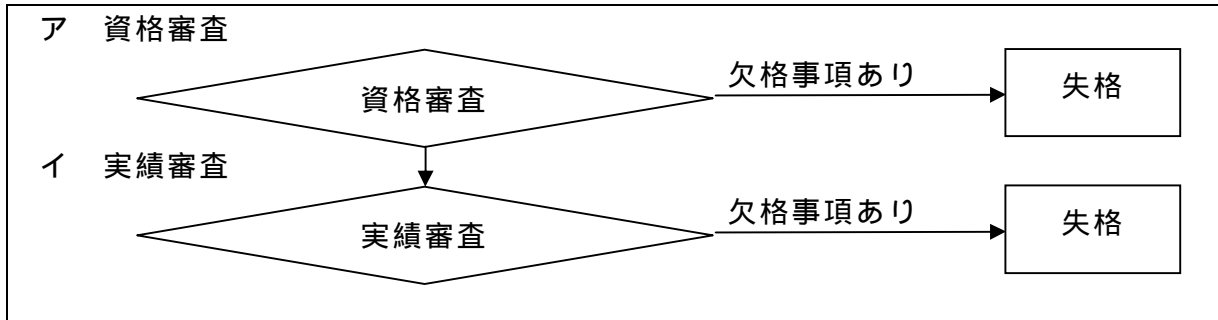 ア　資格審査
欠格事項あり
資格審査
失格
イ　実績審査
欠格事項あり
実績審査
失格